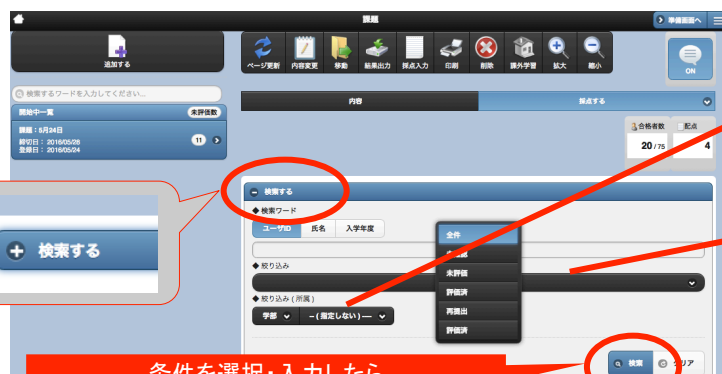 課題
準備画面へ
追加する
ページ更新 内容変更 移動 結果出力 採点入力 印刷 削除 課外学習 拡大 縮小
ON
検索するワードを入力してください...
内容 採点する
開始中一覧 未評価数
課題：5月24日
締切日： 2016/05/26
登録日： 2016/05/24
11
合格者数 配点
20/75 4
検索する
◆検索ワード
ユーザID 氏名 入学年度
検索する
全件
◆絞り込み
未評価
評価済
再提出
評価済
◆絞り込み(所属)
学部 -(指定しない)—
検索 クリア
条件を選択・入力したら